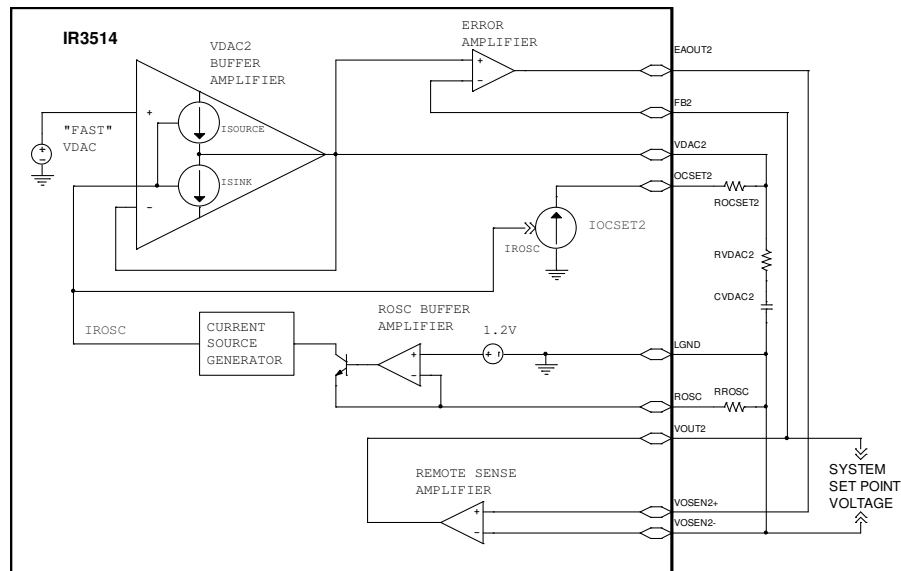 IR3514
VDAC2
BUFFER
AMPLIFIER
ERROR
AMPLIFIER
EAOUT2
+
-
FB2
+
ISOURCE
"FAST"
VDAC
+
-
VDAC2
ISINK
OCSET2
ROCSET2
-
IROSC
IOCSET2
RVDAC2
CVDAC2
IROSC
CURRENT
SOURCE
GENERATOR
ROSC BUFFER
AMPLIFIER
1.2V
+
-
LGND
+
-
ROSC
RROSC
VOUT2
REMOTE SENSE
AMPLIFIER
SYSTEM
SET POINT
VOLTAGE
VOSEN2+
+
-
VOSEN2-